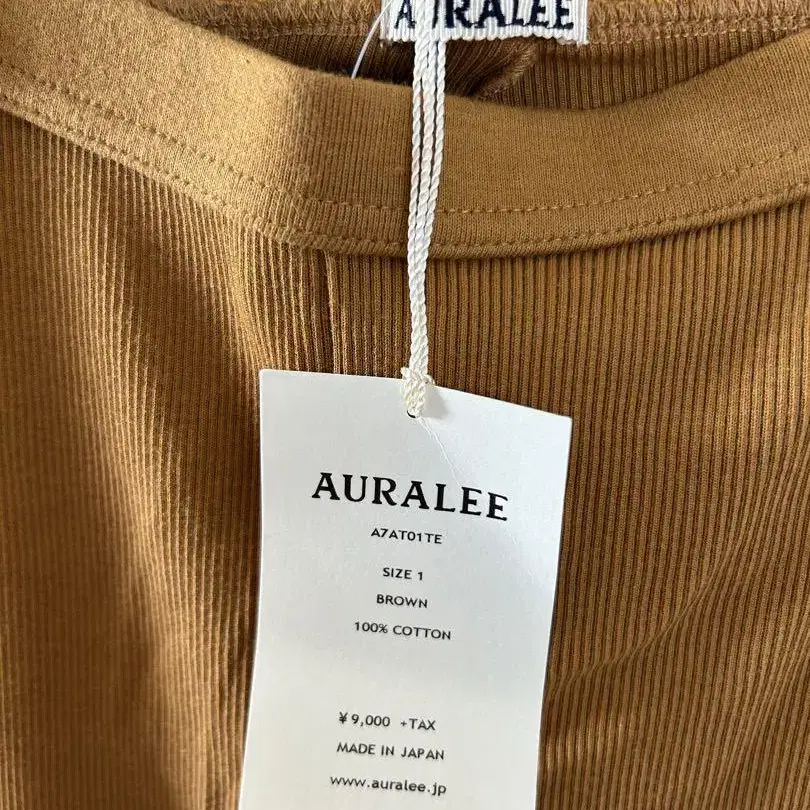 AURALEE
AURALEE
A7AT01TE
SIZE 1
BROWN
100% COTTON
¥9,000 +TAX
MADE IN JAPAN
www.auralee.jp